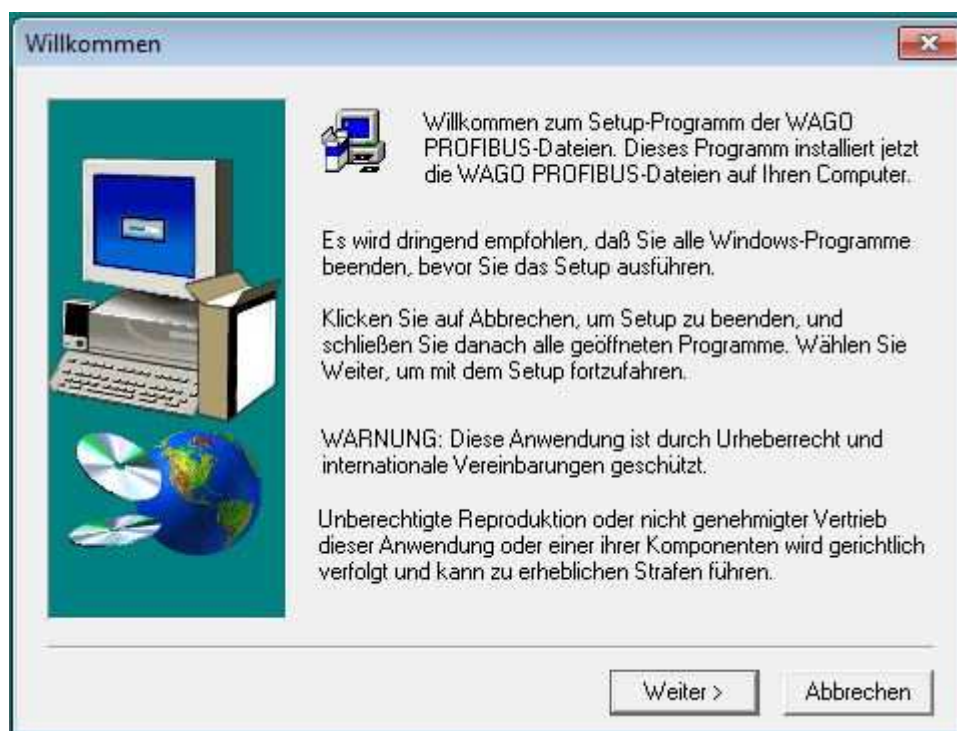 Willkommen
Willkommen zum Setup-Programm der WAGO
PROFIBUS-Dateien. Dieses Programm installiert jetzt
die WAGO PROFIBUS-Dateien auf Ihren Computer.
Es wird dringend empfohlen, daß Sie alle Windows-Programme
beenden, bevor Sie das Setup ausführen.
Klicken Sie auf Abbrechen, um Setup zu beenden, und
schließen Sie danach alle geöffneten Programme. Wählen Sie
Weiter, um mit dem Setup fortzufahren.
WARNUNG: Diese Anwendung ist durch Urheberrecht und
internationale Vereinbarungen geschützt.
Unberechtigte Reproduktion oder nicht genehmigter Vertrieb
dieser Anwendung oder einer ihrer Komponenten wird gerichtlich
verfolgt und kann zu erheblichen Strafen führen.
Weiter >
Abbrechen